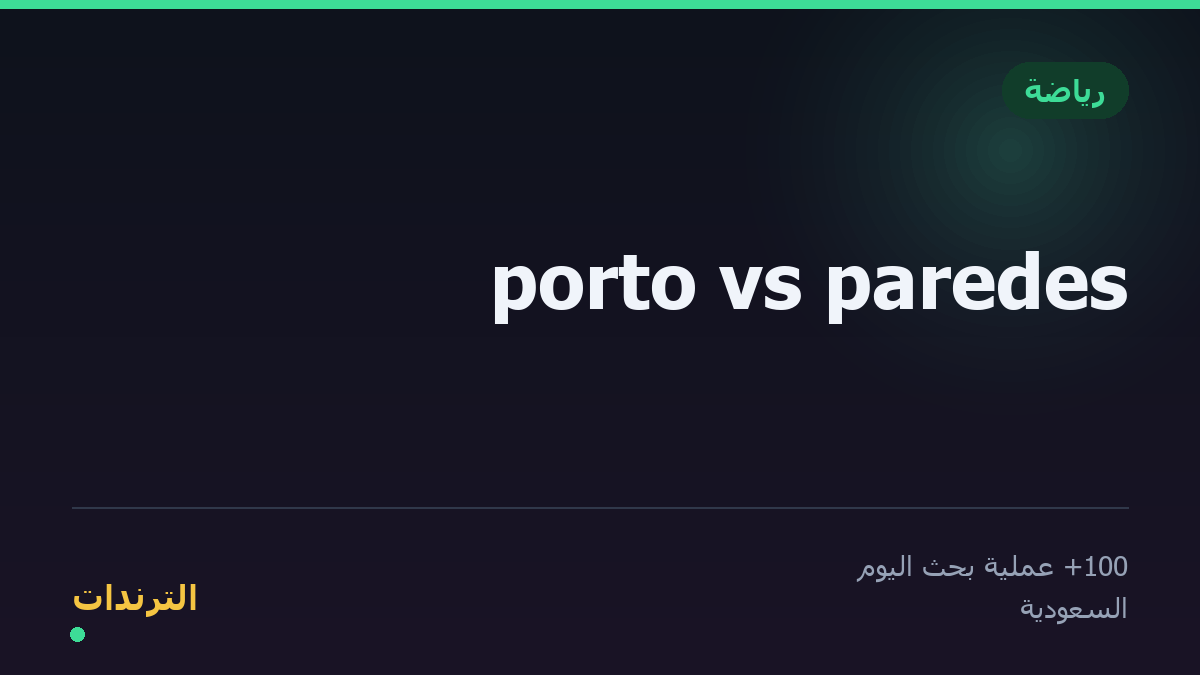 رياضة
porto vs paredes
+100 عملية بحث اليوم
السعودية
الترندات